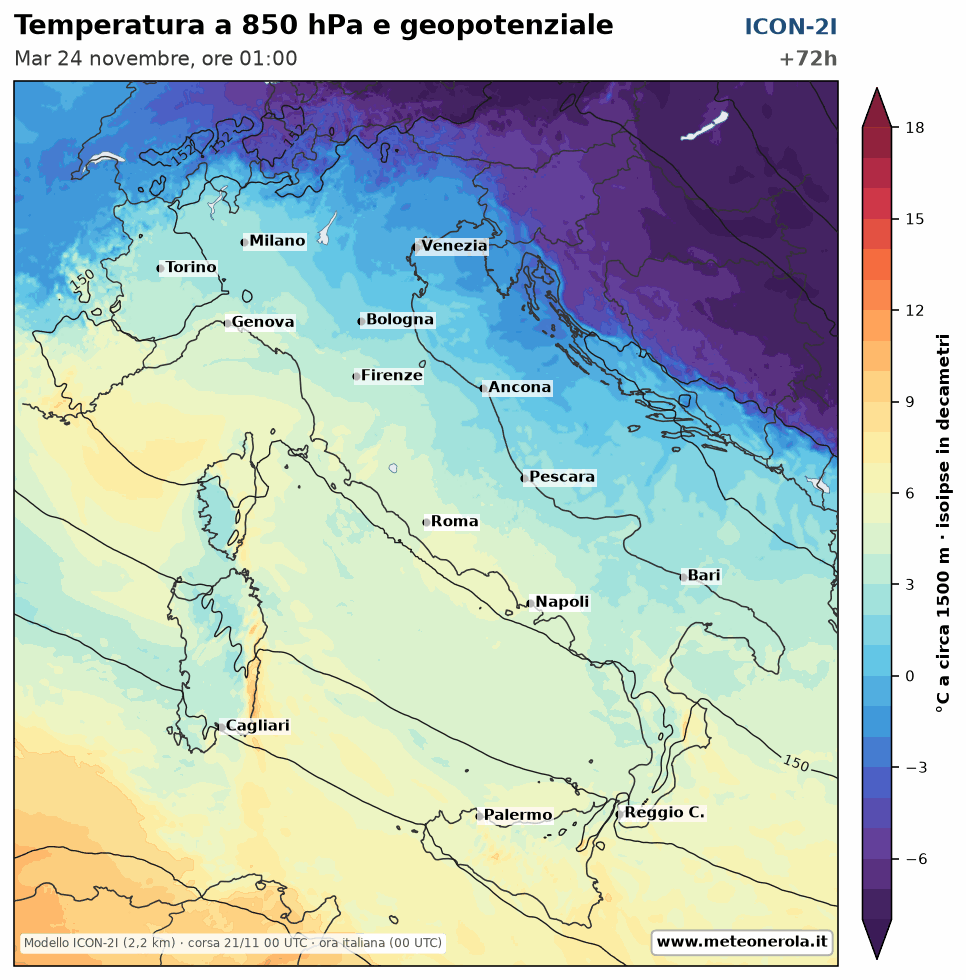 Temperatura a 850 hPa e geopotenziale
ICON-2I
Mar 24 novembre, ore 01:00
+72h
18
15
12
9
6
3
0
−3
−6
°C a circa 1500 m · isoipse in decametri
152
152
150
Milano
Venezia
Torino
Genova
Bologna
Firenze
Ancona
Pescara
Roma
Bari
Napoli
Cagliari
150
Palermo
Reggio C.
Modello ICON-2I (2,2 km) · corsa 21/11 00 UTC · ora italiana (00 UTC)
www.meteonerola.it